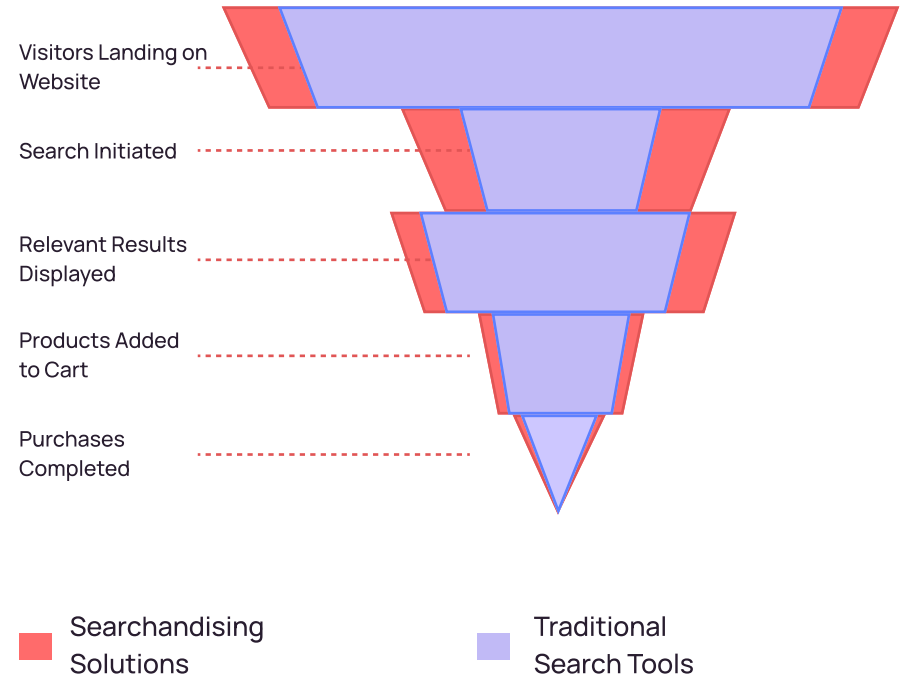 Visitors Landing on
Website
Search Initiated
Relevant Results
Displayed
Products Added
to Cart
Purchases
Completed
Searchandising
Solutions
Traditional
Search Tools